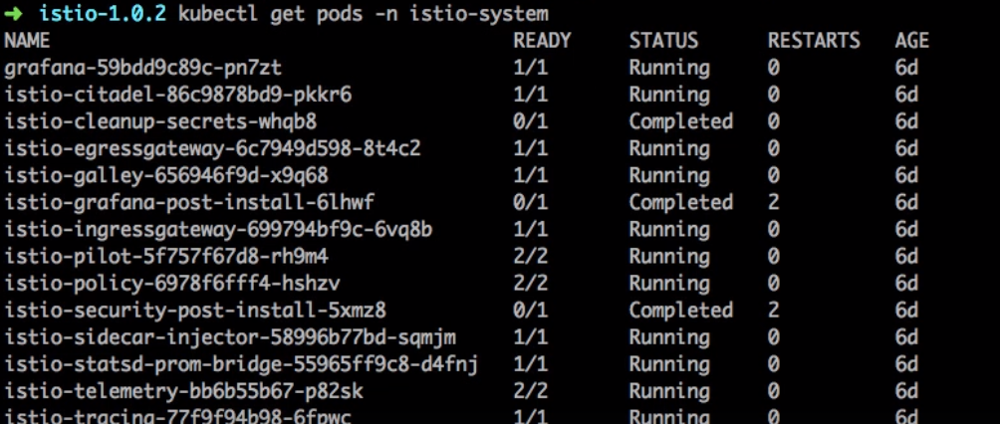 ➜ istio-1.0.2 kubectl get pods -n istio-system
NAME READY STATUS RESTARTS AGE
grafana-59bdd9c89c-pn7zt 1/1 Running 0 6d
istio-citadel-86c9878bd9-pkkr6 1/1 Running 0 6d
istio-cleanup-secrets-whqb8 0/1 Completed 0 6d
istio-egressgateway-6c7949d598-8t4c2 1/1 Running 0 6d
istio-galley-656946f9d-x9q68 1/1 Running 0 6d
istio-grafana-post-install-6lhwf 0/1 Completed 2 6d
istio-ingressgateway-699794bf9c-6vq8b 1/1 Running 0 6d
istio-pilot-5f757f67d8-rh9m4 2/2 Running 0 6d
istio-policy-6978f6fff4-hshzv 2/2 Running 0 6d
istio-security-post-install-5xmz8 0/1 Completed 2 6d
istio-sidecar-injector-58996b77bd-sqmjm 1/1 Running 0 6d
istio-statsd-prom-bridge-55965ff9c8-d4fnj 1/1 Running 0 6d
istio-telemetry-bb6b55b67-p82sk 2/2 Running 0 6d
istio-tracing-77f9f94b98-6fpwc 1/1 Running 0 6d